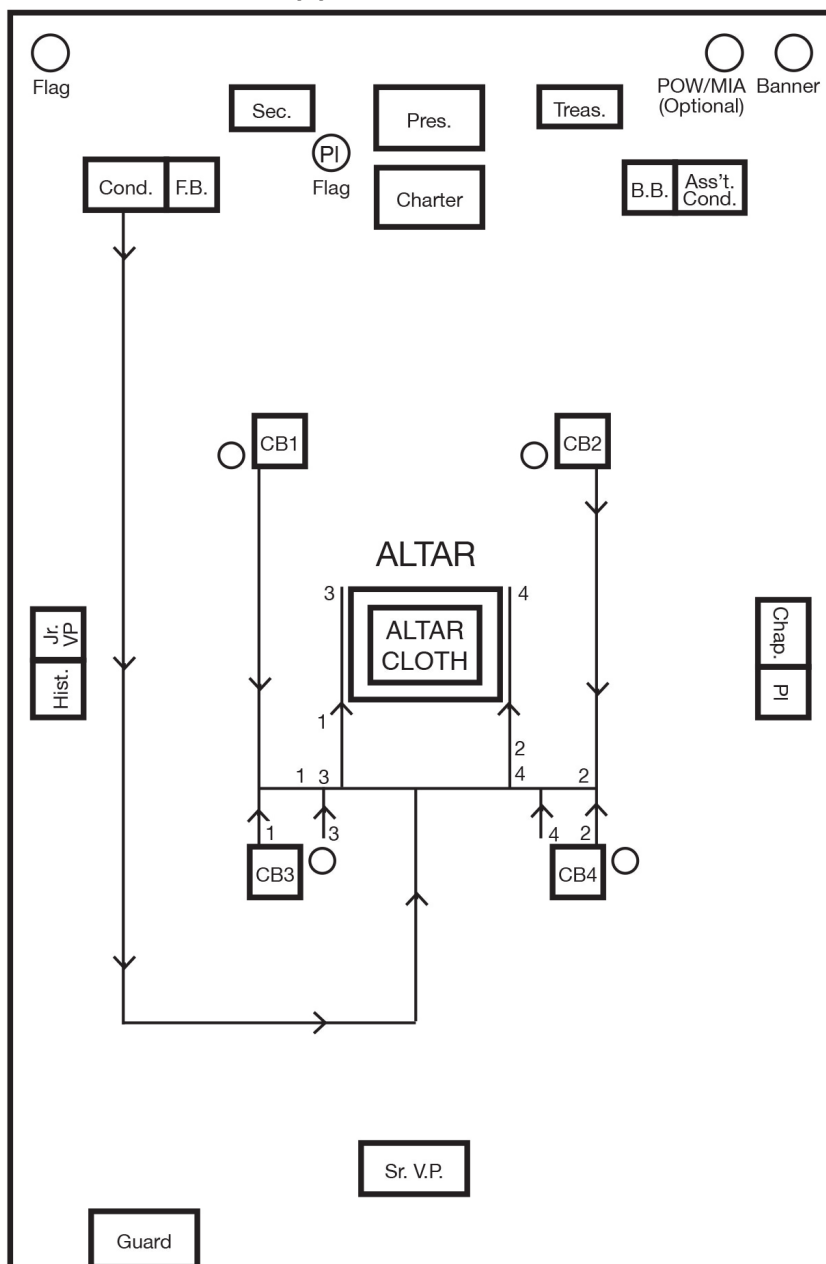 Flag
POW/MIA
(Optional)
Banner
Sec.
Pres.
Treas.
PI
Flag
Cond.
F.B.
Charter
B.B.
Ass't.
Cond.
CB1
CB2
ALTAR
3
4
ALTAR
CLOTH
Jr.
VP
Hist.
Chap.
PI
1
2
1
3
4
2
1
3
4
2
CB3
CB4
Sr. V.P.
Guard